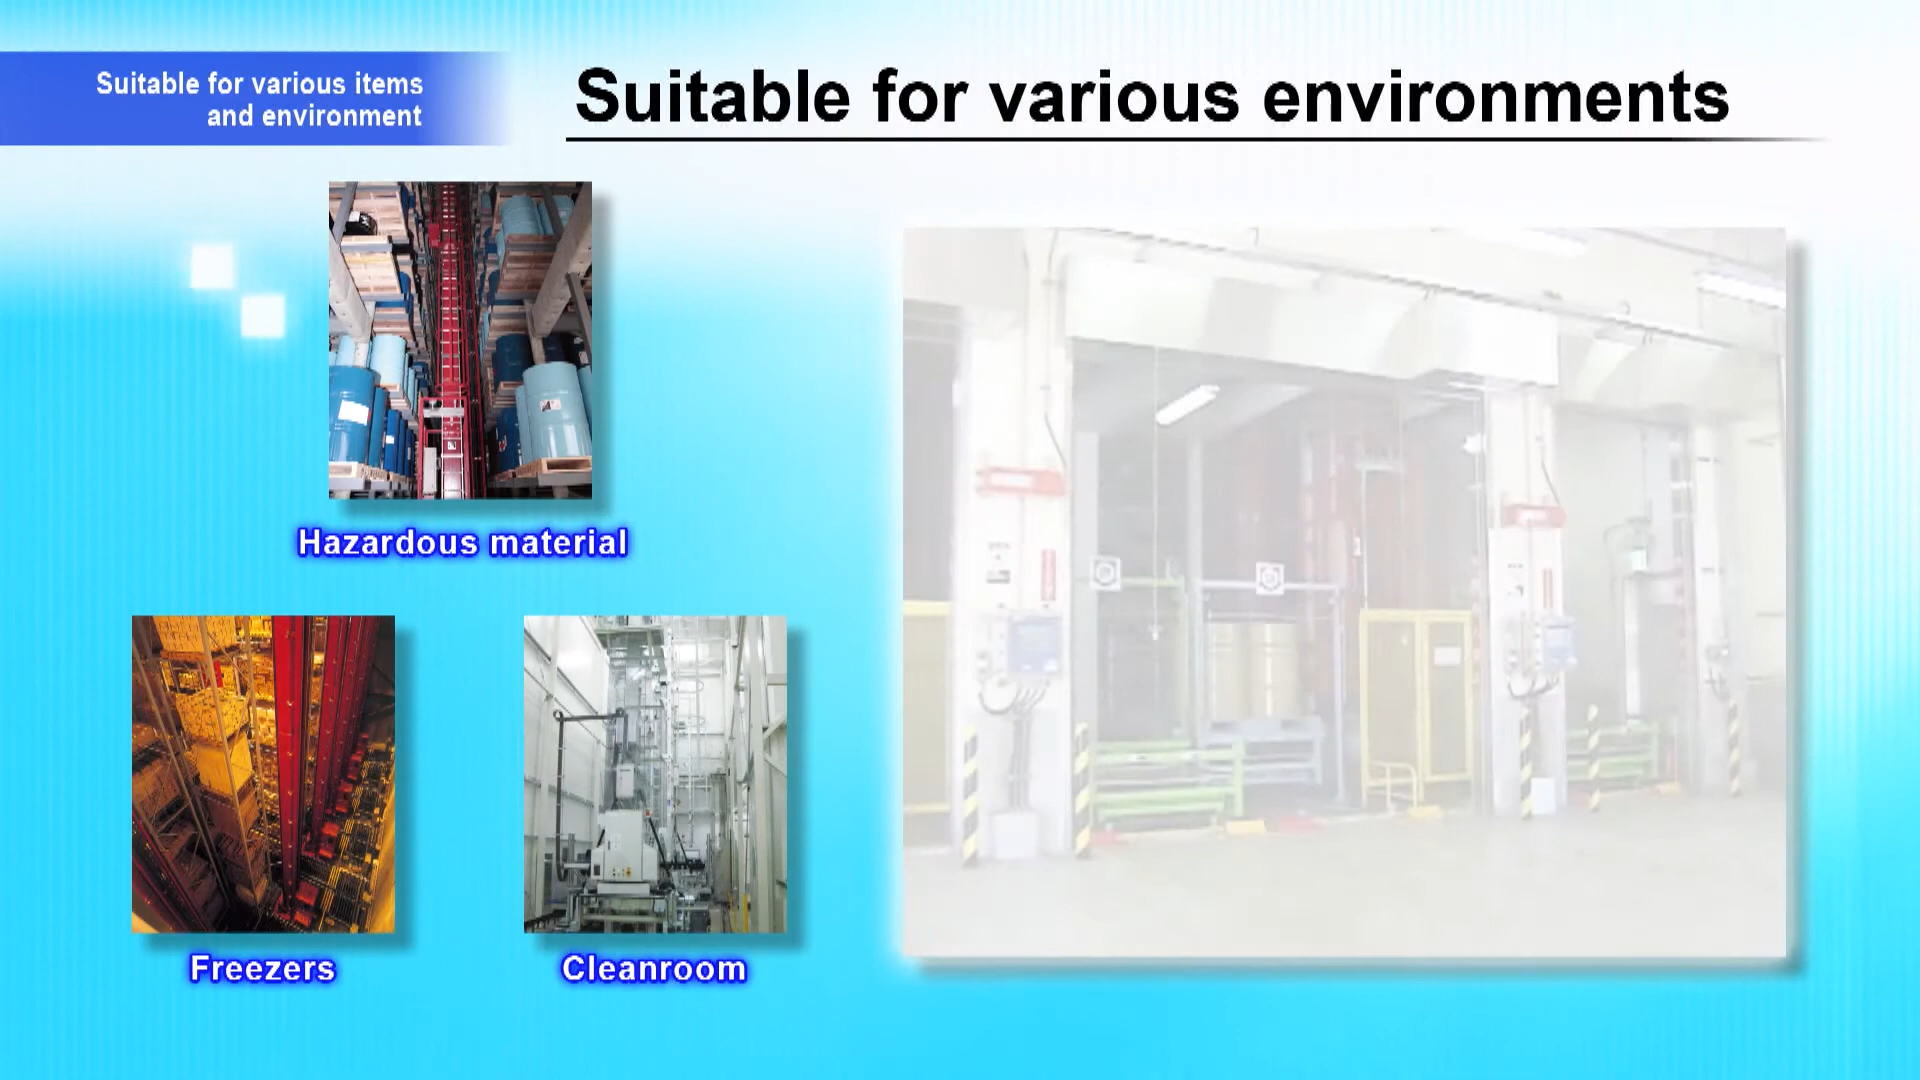 Suitable for various items
and environment
Suitable for various environments
Hazardous material
Freezers
Cleanroom